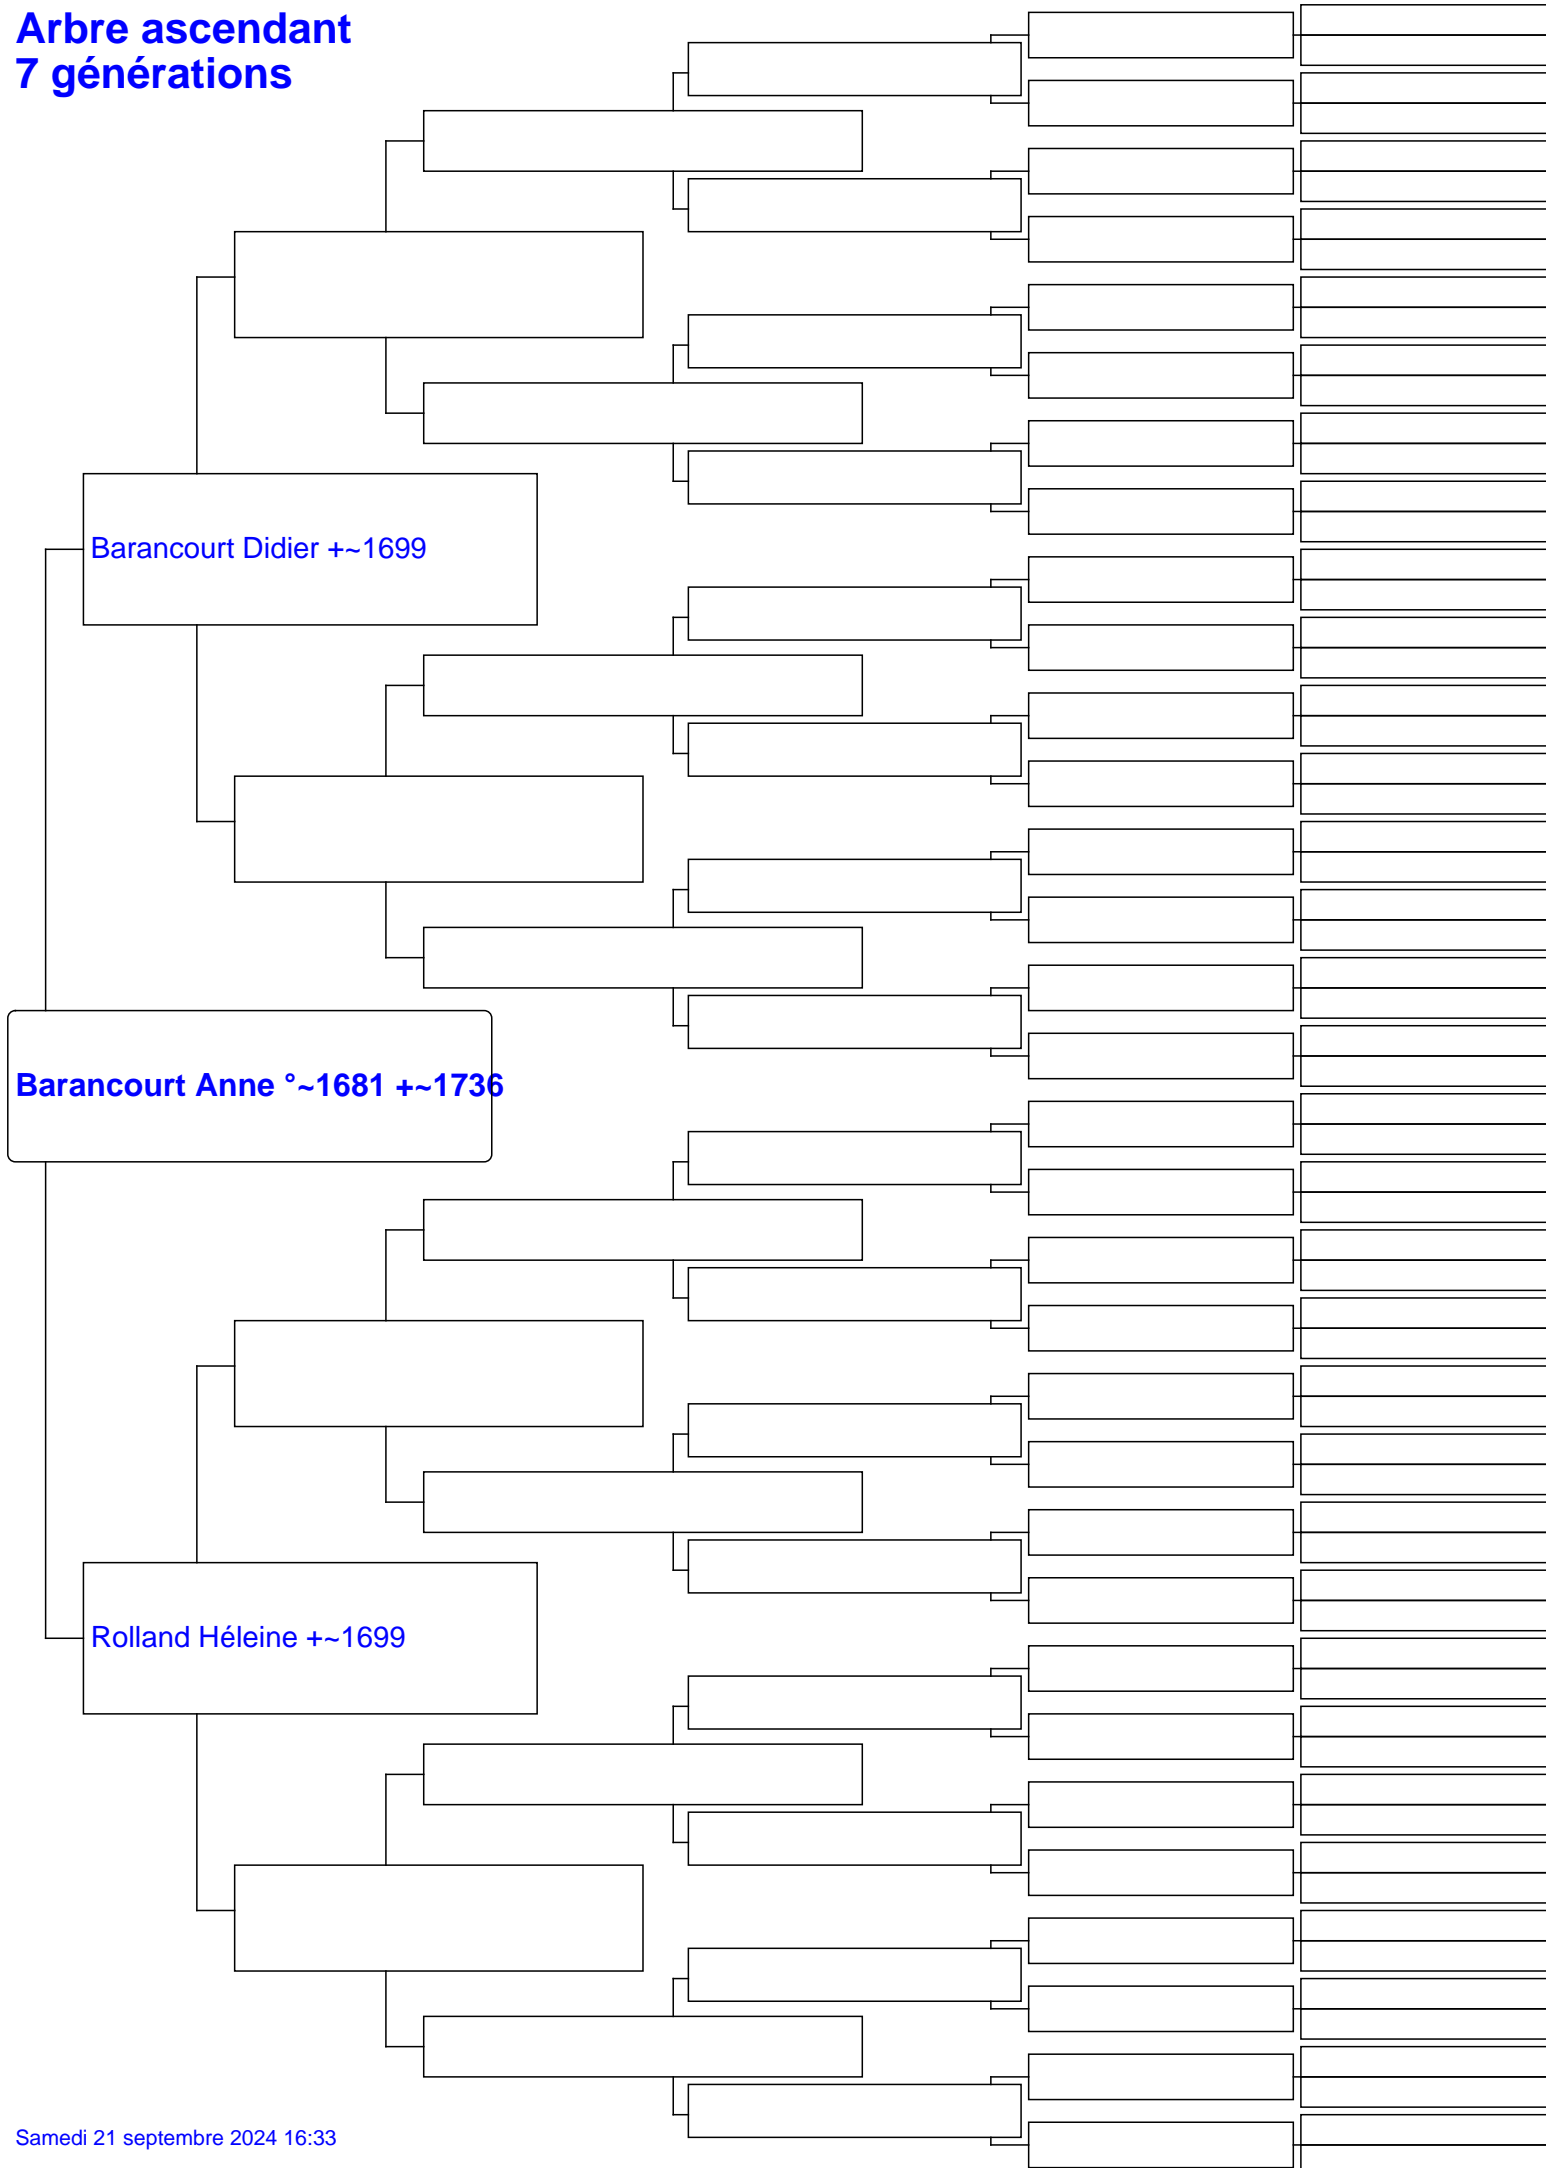 Arbre ascendant
7 générations
Barancourt Didier +~1699
Barancourt Anne °~1681 +~1736
Rolland Héleine +~1699
Samedi 21 septembre 2024 16:33